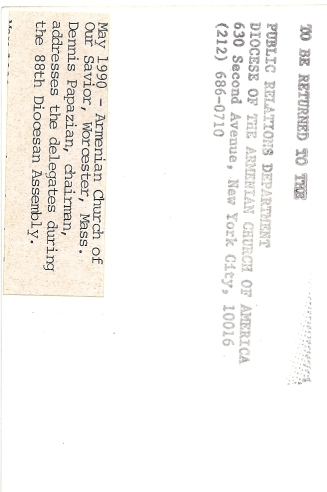 TO BE RETURNED TO THE
PUBLIC RELATIONS DEPARTMENT
DIOCESE OF THE ARMENIAN CHURCH OF AMERICA
630 Second Avenue, New York City, 10016
(212) 686-0710
May 1990 - Armenian Church of
Our Savior, Worcester, Mass.
Dennis Papazian, chairman,
addresses the delegates during
the 88th Diocesan Assembly.